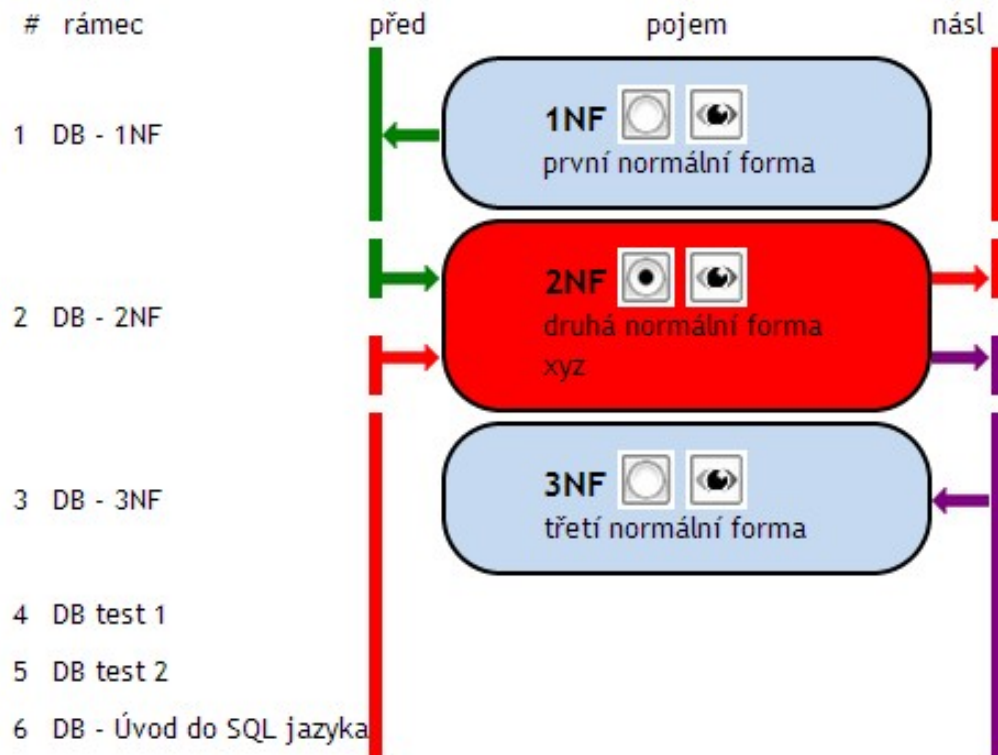 # rámec před pojem násl
1 DB - 1NF
1NF
první normální forma
2 DB - 2NF
2NF
druhá normální forma
xyz
3 DB - 3NF
3NF
třetí normální forma
4 DB test 1
5 DB test 2
6 DB - Úvod do SQL jazyka